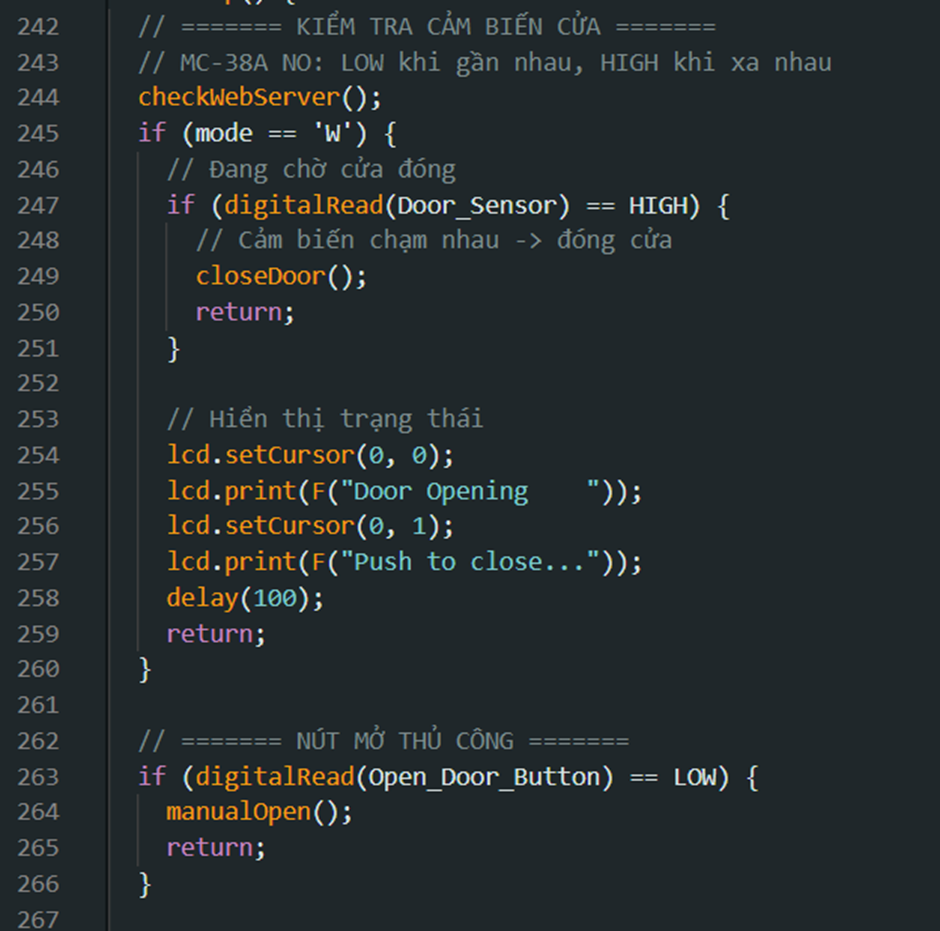 242 // ======= KIỂM TRA CẢM BIẾN CỬA =======
243 // MC-38A NO: LOW khi gần nhau, HIGH khi xa nhau
244 checkWebServer();
245 if (mode == 'W') {
246 // Đang chờ cửa đóng
247 if (digitalRead(Door_Sensor) == HIGH) {
248 // Cảm biến chạm nhau -> đóng cửa
249 closeDoor();
250 return;
251 }
252
253 // Hiển thị trạng thái
254 lcd.setCursor(0, 0);
255 lcd.print(F("Door Opening    "));
256 lcd.setCursor(0, 1);
257 lcd.print(F("Push to close..."));
258 delay(100);
259 return;
260 }
261
262 // ======= NÚT MỞ THỦ CÔNG =======
263 if (digitalRead(Open_Door_Button) == LOW) {
264 manualOpen();
265 return;
266 }
267